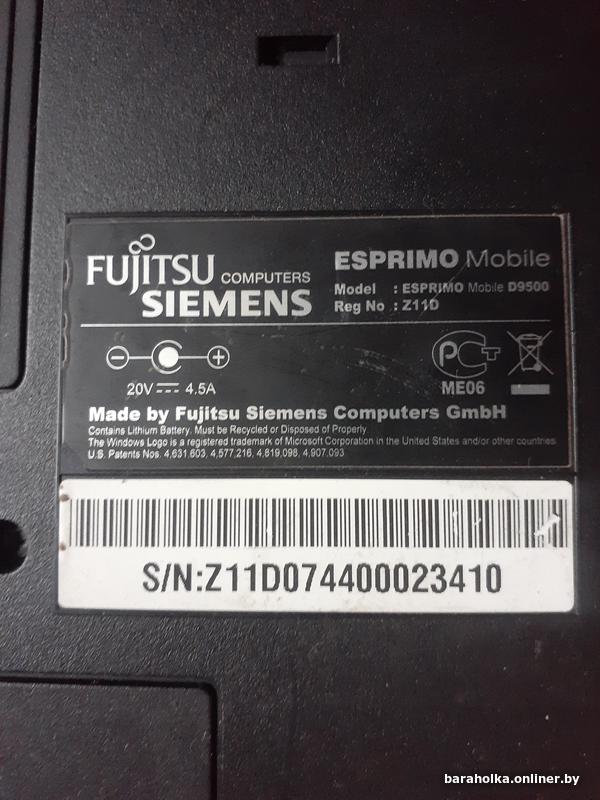 FUJITSU COMPUTERS
SIEMENS
ESPRIMO Mobile
Model : ESPRIMO Mobile D9500
Reg No : Z11D
20V 4.5A
PCT
ME06
Made by Fujitsu Siemens Computers GmbH
Contains Lithium Battery. Must be Recycled or Disposed of Properly
The Windows Logo is a registered trademark of Microsoft Corporation in the United States and/or other countries
U.S. Patents Nos. 4,631,603, 4,577,216, 4,819,098, 4,907,093
S/N:Z11D074400023410
baraholka.onliner.by